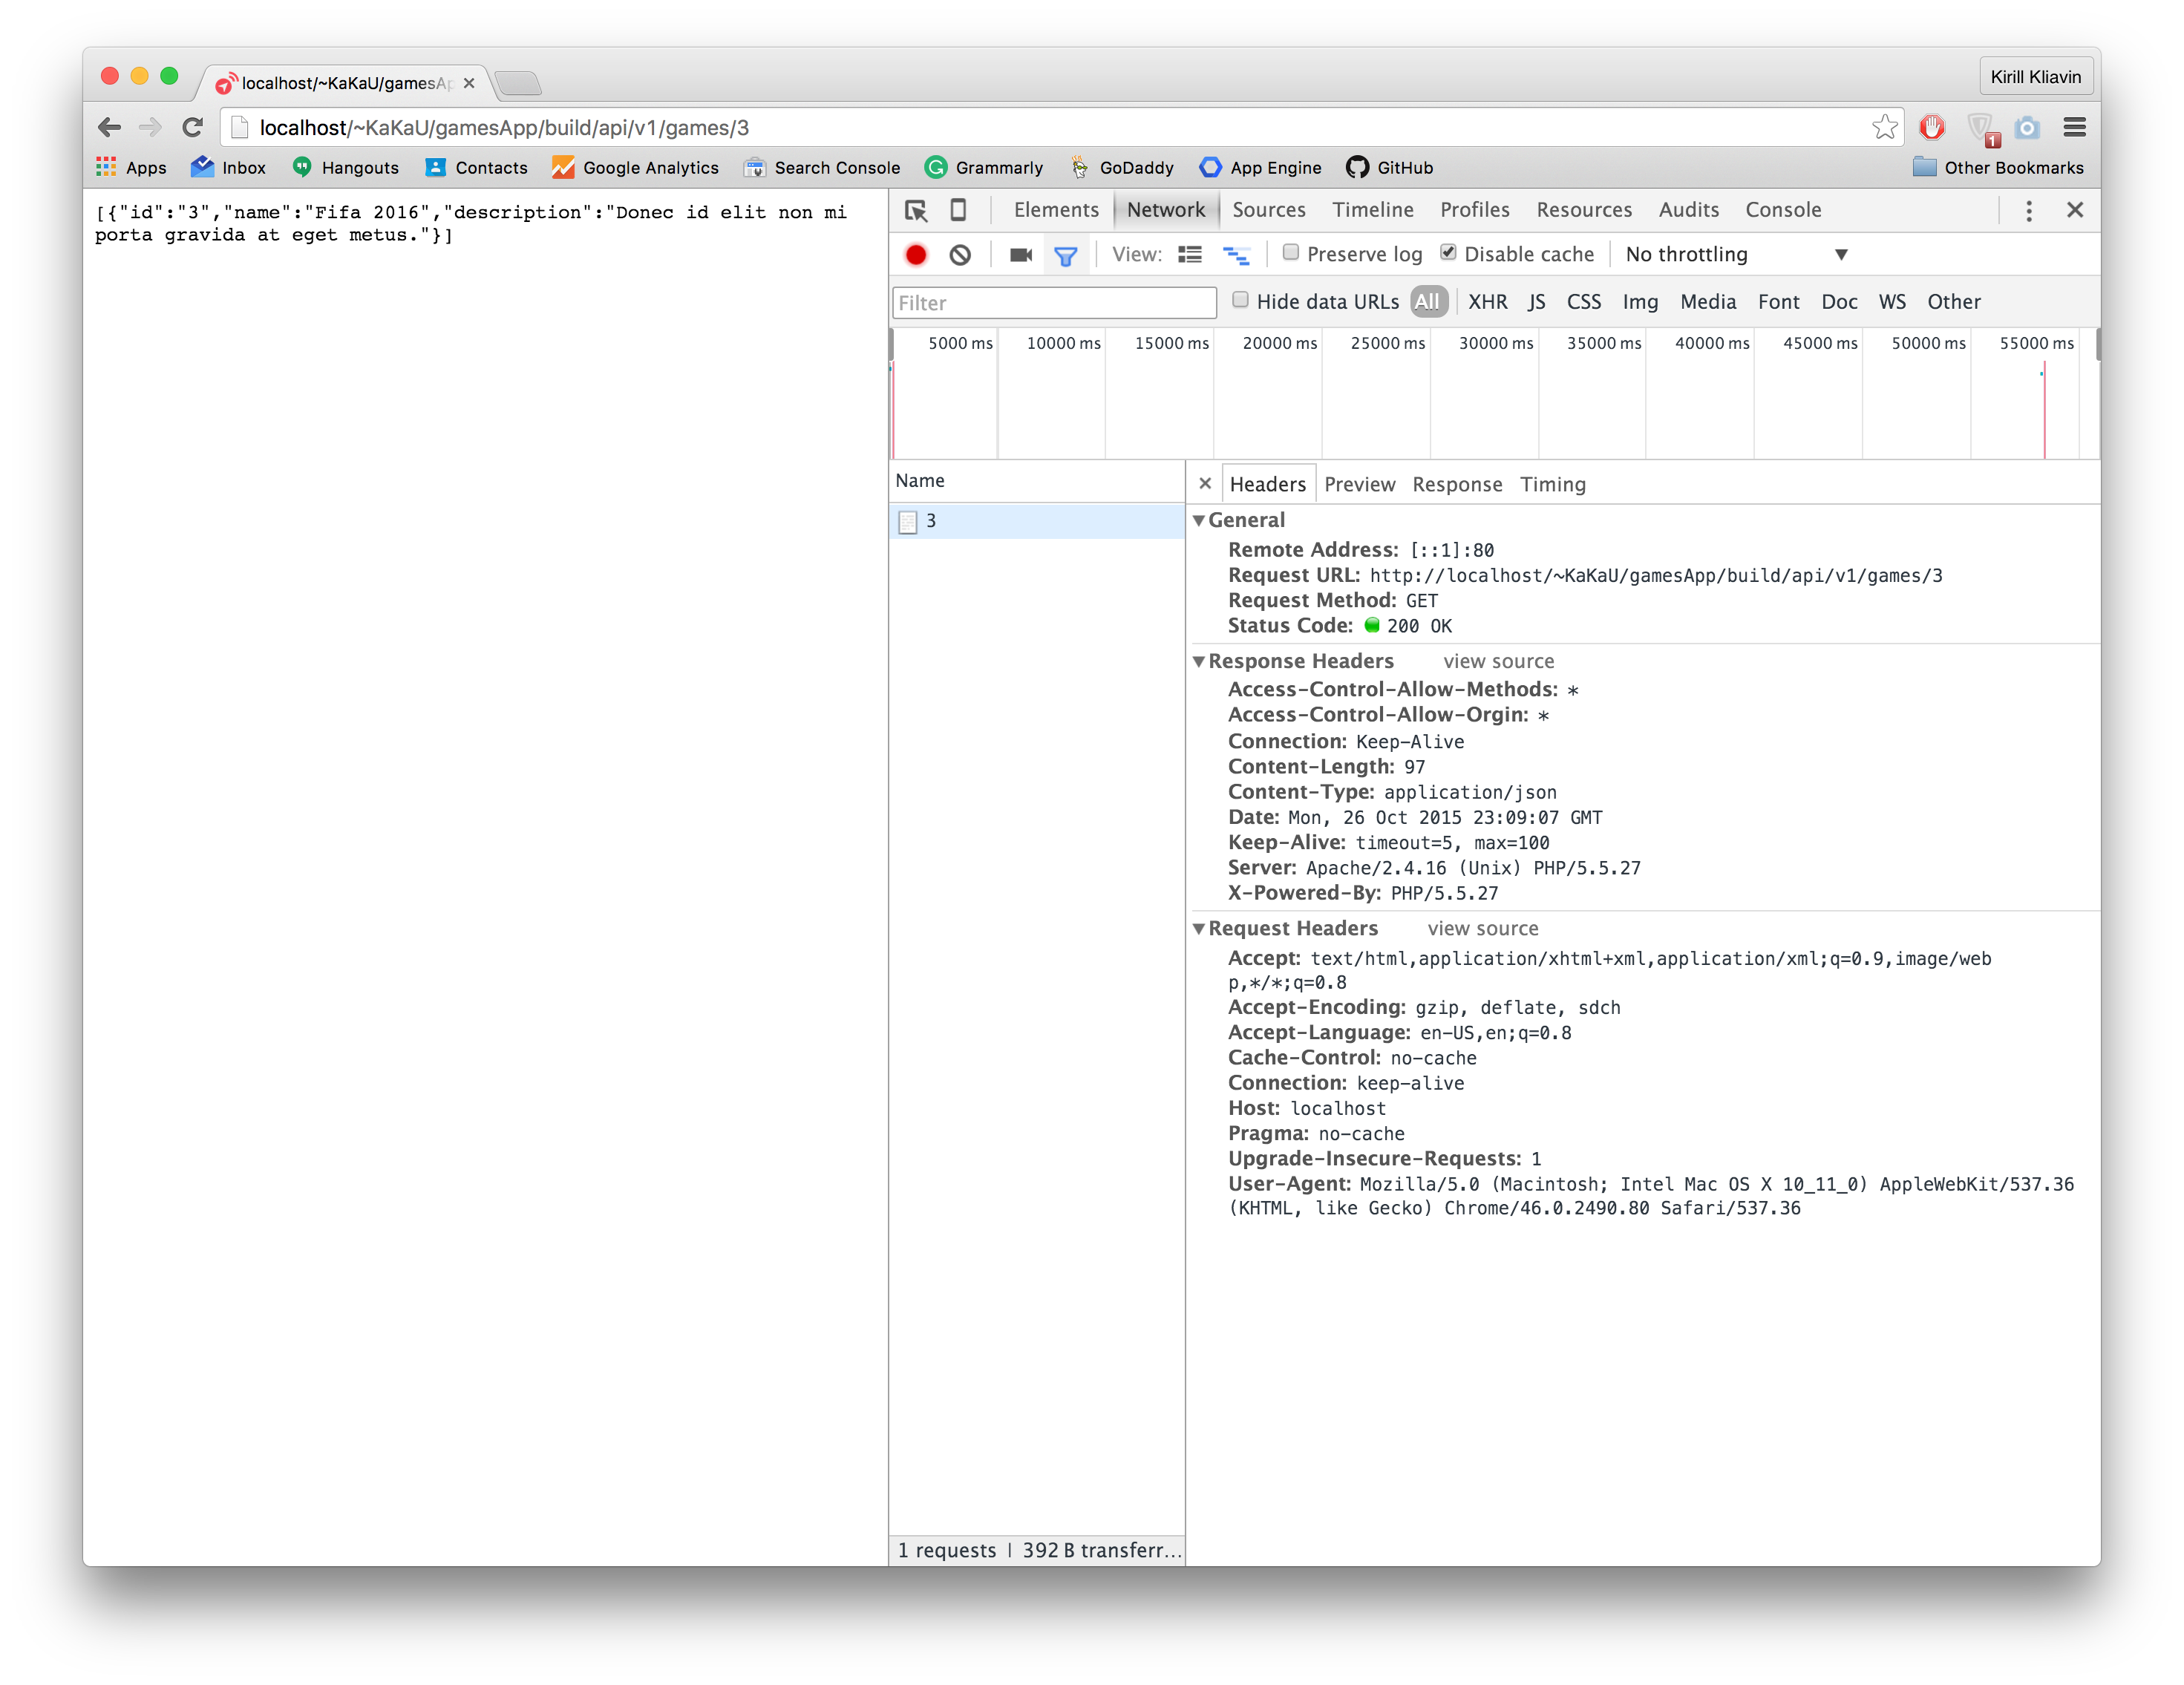 localhost/~KaKaU/gamesAp
Kirill Kliavin
localhost/~KaKaU/gamesApp/build/api/v1/games/3
1
Apps Inbox Hangouts Contacts Google Analytics Search Console Grammarly GoDaddy App Engine GitHub Other Bookmarks
[{"id":"3","name":"Fifa 2016","description":"Donec id elit non mi
porta gravida at eget metus."}]
Elements Network Sources Timeline Profiles Resources Audits Console
View: Preserve log Disable cache No throttling
Filter Hide data URLs All XHR JS CSS Img Media Font Doc WS Other
5000 ms 10000 ms 15000 ms 20000 ms 25000 ms 30000 ms 35000 ms 40000 ms 45000 ms 50000 ms 55000 ms
Name
3
Headers Preview Response Timing
General
Remote Address: [::1]:80
Request URL: http://localhost/~KaKaU/gamesApp/build/api/v1/games/3
Request Method: GET
Status Code: 200 OK
Response Headers view source
Access-Control-Allow-Methods: *
Access-Control-Allow-Orgin: *
Connection: Keep-Alive
Content-Length: 97
Content-Type: application/json
Date: Mon, 26 Oct 2015 23:09:07 GMT
Keep-Alive: timeout=5, max=100
Server: Apache/2.4.16 (Unix) PHP/5.5.27
X-Powered-By: PHP/5.5.27
Request Headers view source
Accept: text/html,application/xhtml+xml,application/xml;q=0.9,image/web
p,*/*;q=0.8
Accept-Encoding: gzip, deflate, sdch
Accept-Language: en-US,en;q=0.8
Cache-Control: no-cache
Connection: keep-alive
Host: localhost
Pragma: no-cache
Upgrade-Insecure-Requests: 1
User-Agent: Mozilla/5.0 (Macintosh; Intel Mac OS X 10_11_0) AppleWebKit/537.36
(KHTML, like Gecko) Chrome/46.0.2490.80 Safari/537.36
1 requests | 392 B transferr...